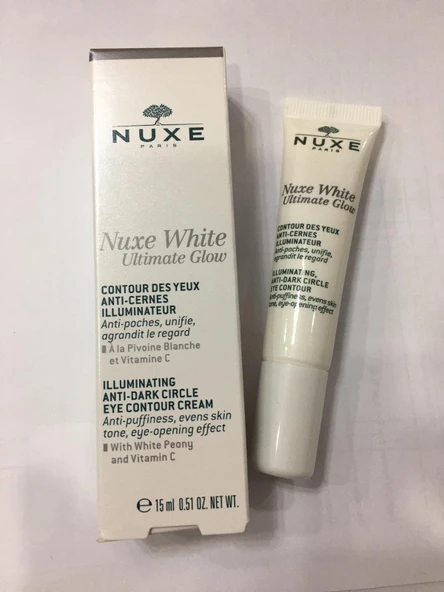 NUXE
PARIS
Nuxe White
Ultimate Glow
CONTOUR DES YEUX
ANTI-CERNES
ILLUMINATEUR
Anti-poches, unifie,
agrandit le regard
À la Pivoine Blanche
et Vitamine C
ILLUMINATING
ANTI-DARK CIRCLE
EYE CONTOUR CREAM
Anti-puffiness, evens skin
tone, eye-opening effect
With White Peony
and Vitamin C
℮ 15 ml 0.51 OZ. NET WT.
NUXE
PARIS
Nuxe White
Ultimate Glow
CONTOUR DES YEUX
ANTI-CERNES
ILLUMINATEUR
Anti-poches, unifie,
agrandit le regard
ILLUMINATING,
ANTI-DARK CIRCLE
EYE CONTOUR
Anti-puffiness, evens skin
tone, eye-opening effect